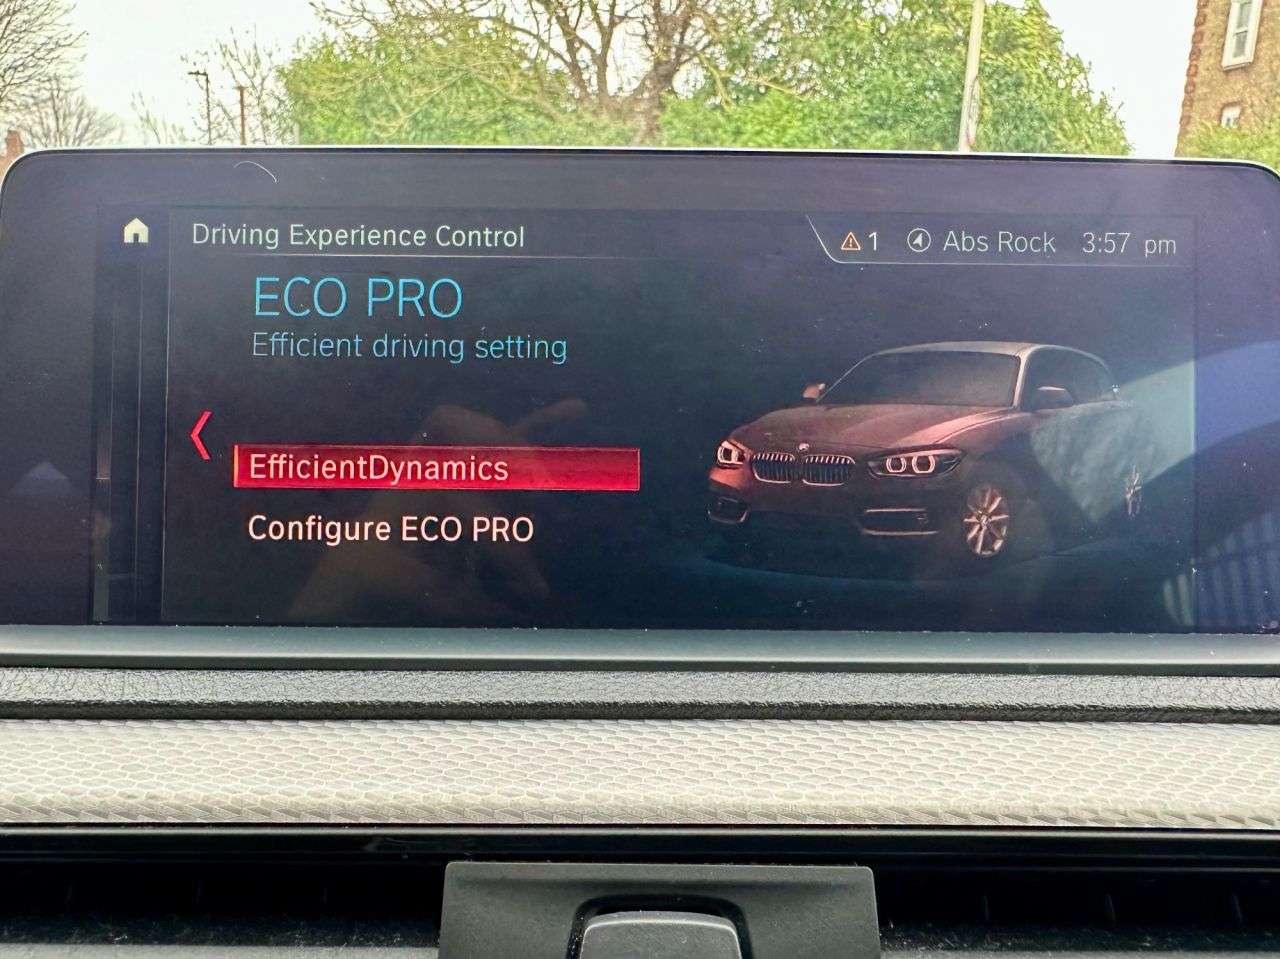 Driving Experience Control
1 Abs Rock 3:57 pm
ECO PRO
Efficient driving setting
EfficientDynamics
Configure ECO PRO